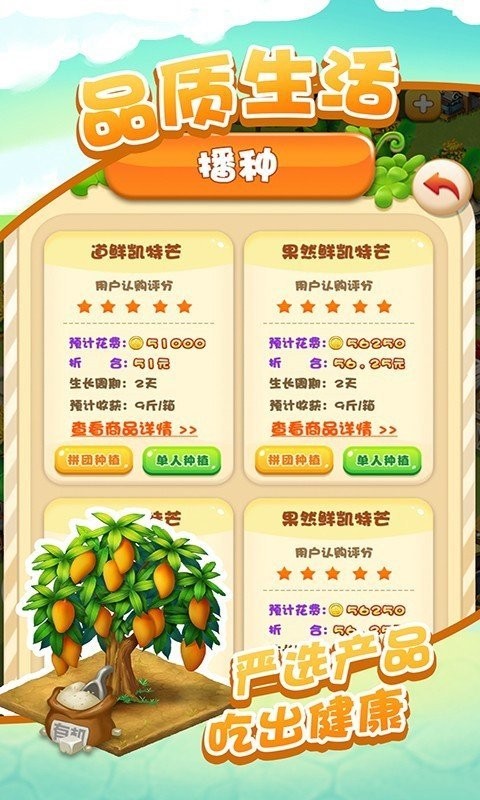 品质生活
播种
道鲜凯特芒
用户认购评分
预计花费:51000
折 合:51元
生长周期:2天
预计收获:9斤/箱
查看商品详情 >>
拼团种植
单人种植
果然鲜凯特芒
用户认购评分
预计花费:56250
折 合:56.25元
生长周期:2天
预计收获:9斤/箱
查看商品详情 >>
拼团种植
单人种植
特芒
果然鲜凯特芒
用户认购评分
预计花费:56250
折 合:56.25元
有机
严选产品
吃出健康